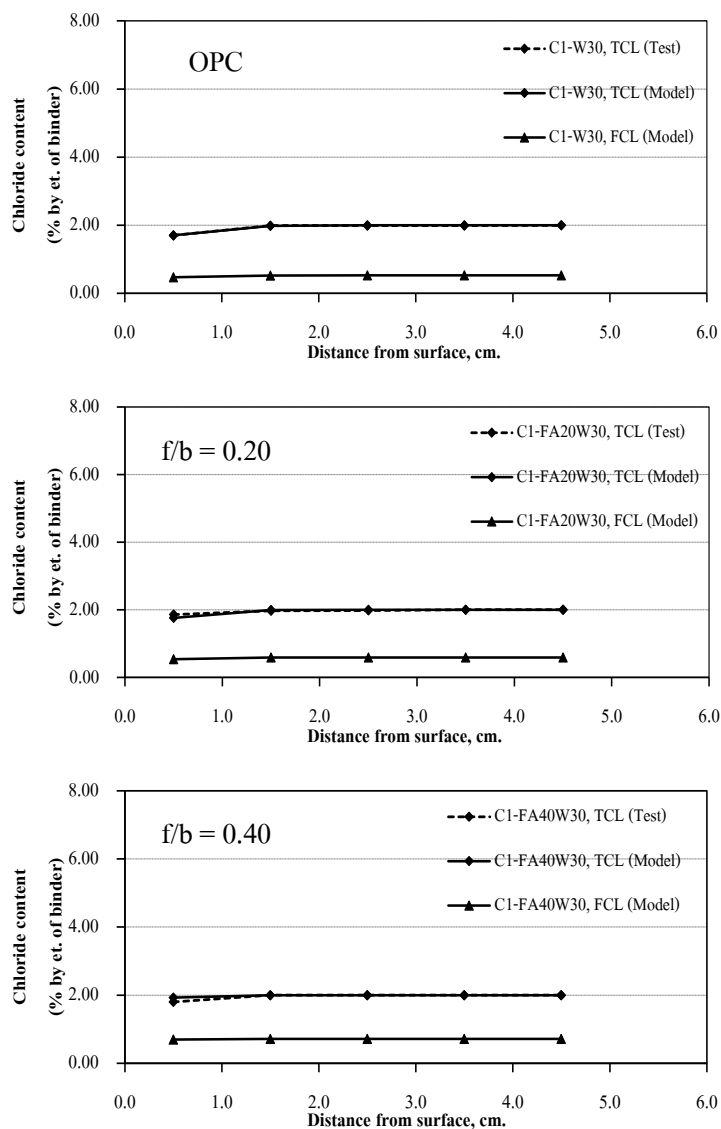 8.00
6.00
4.00
2.00
0.00
Chloride content
(% by et. of binder)
OPC
C1-W30, TCL (Test)
C1-W30, TCL (Model)
C1-W30, FCL (Model)
0.0 1.0 2.0 3.0 4.0 5.0 6.0
Distance from surface, cm.
8.00
6.00
4.00
2.00
0.00
Chloride content
(% by et. of binder)
f/b = 0.20
C1-FA20W30, TCL (Test)
C1-FA20W30, TCL (Model)
C1-FA20W30, FCL (Model)
0.0 1.0 2.0 3.0 4.0 5.0 6.0
Distance from surface, cm.
8.00
6.00
4.00
2.00
0.00
Chloride content
(% by et. of binder)
f/b = 0.40
C1-FA40W30, TCL (Test)
C1-FA40W30, TCL (Model)
C1-FA40W30, FCL (Model)
0.0 1.0 2.0 3.0 4.0 5.0 6.0
Distance from surface, cm.